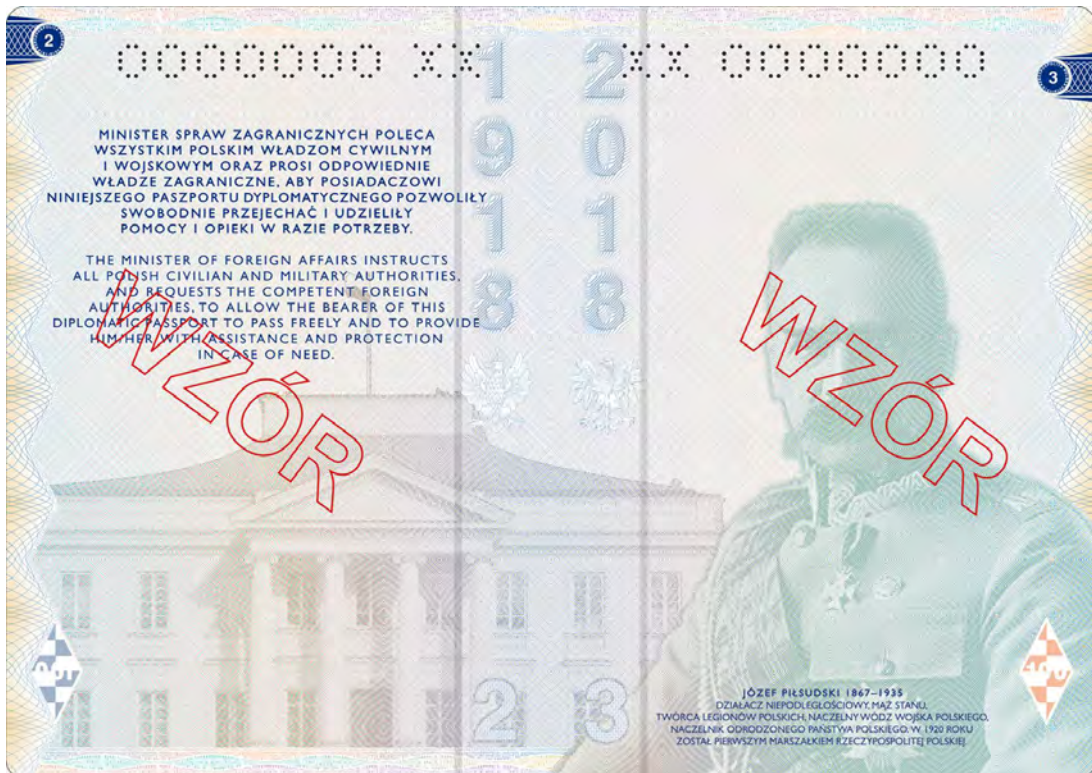 2
0000000 XX
XX 0000000
3
1918
2018
MINISTER SPRAW ZAGRANICZNYCH POLECA
WSZYSTKIM POLSKIM WŁADZOM CYWILNYM
I WOJSKOWYM ORAZ PROSI ODPOWIEDNIE
WŁADZE ZAGRANICZNE, ABY POSIADACZOWI
NINIEJSZEGO PASZPORTU DYPLOMATYCZNEGO POZWOLIŁY
SWOBODNIE PRZEJECHAĆ I UDZIELIŁY
POMOCY I OPIEKI W RAZIE POTRZEBY.
THE MINISTER OF FOREIGN AFFAIRS INSTRUCTS
ALL POLISH CIVILIAN AND MILITARY AUTHORITIES,
AND REQUESTS THE COMPETENT FOREIGN
AUTHORITIES, TO ALLOW THE BEARER OF THIS
DIPLOMATIC PASSPORT TO PASS FREELY AND TO PROVIDE
HIM/HER WITH ASSISTANCE AND PROTECTION
IN CASE OF NEED.
WZÓR
WZÓR
2
3
100
JÓZEF PIŁSUDSKI 1867–1935
DZIAŁACZ NIEPODLEGŁOŚCIOWY, MĄŻ STANU,
TWÓRCA LEGIONÓW POLSKICH, NACZELNY WÓDZ WOJSKA POLSKIEGO,
NACZELNIK ODRODZONEGO PAŃSTWA POLSKIEGO. W 1920 ROKU
ZOSTAŁ PIERWSZYM MARSZAŁKIEM RZECZYPOSPOLITEJ POLSKIEJ.